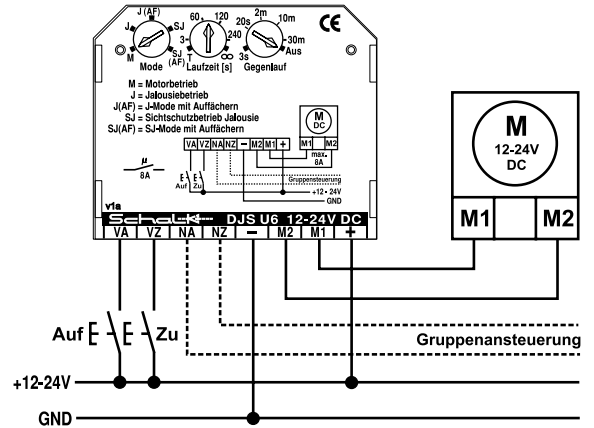 J (AF)
J
SJ
M
SJ
(AF)
Mode
60
120
3
240
T
∞
Laufzeit [s]
2m
20s
10m
30m
Aus
3s
Gegenlauf
CE
M = Motorbetrieb
J = Jalousiebetrieb
J(AF) = J-Mode mit Auffächern
SJ = Sichtschutzbetrieb Jalousie
SJ(AF) = SJ-Mode mit Auffächern
M
DC
VA VZ NA NZ − M2 M1 +
M1 M2
max.
8A
µ
8A
Auf Zu
Gruppensteuerung
+12 - 24V
GND
v1a
Schalk DJS U6 12-24V DC
VA VZ NA NZ − M2 M1 +
M
12-24V
DC
M1 M2
Auf Zu
Gruppenansteuerung
+12-24V
GND